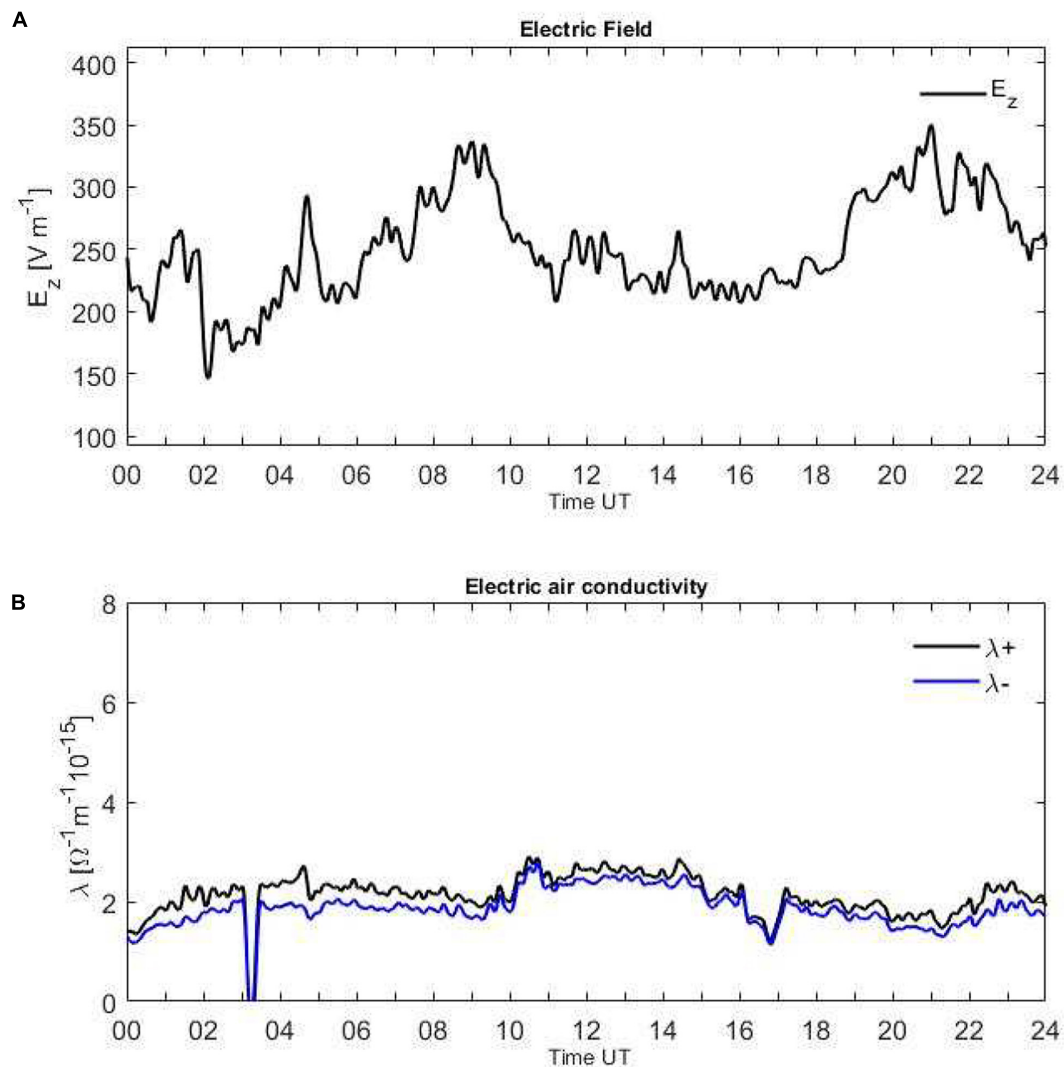 A
Electric Field
E_z [V m^-1]
400
350
300
250
200
150
100
E_z
00 02 04 06 08 10 12 14 16 18 20 22 24
Time UT
B
Electric air conductivity
λ [Ω^-1 m^-1 10^-15]
8
6
4
2
0
λ+
λ-
00 02 04 06 08 10 12 14 16 18 20 22 24
Time UT